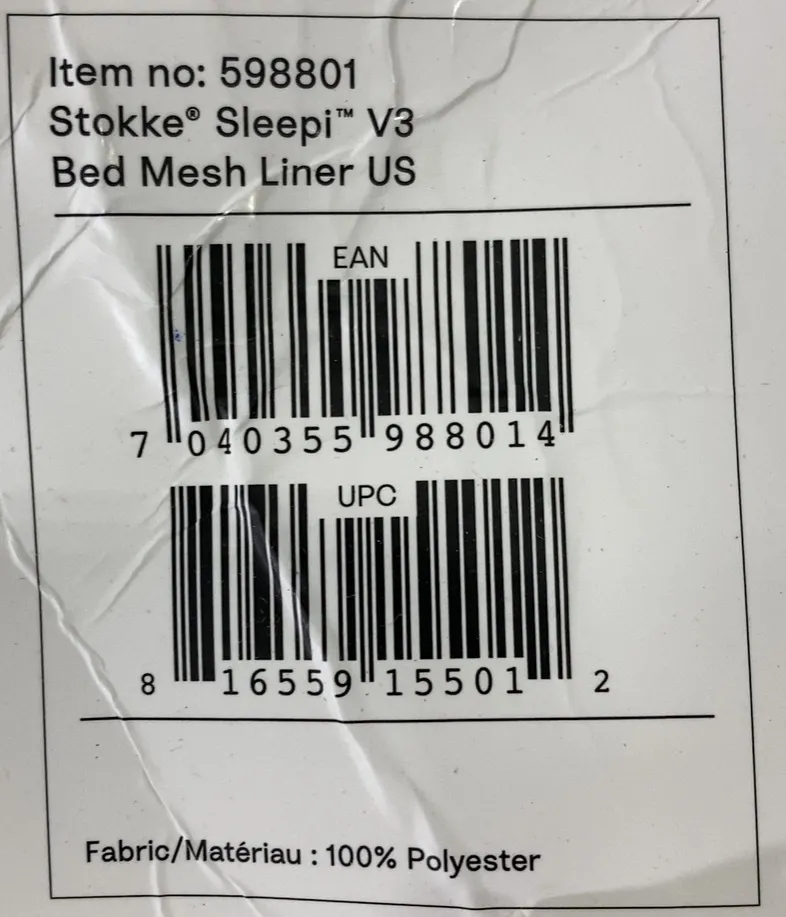 Item no: 598801
Stokke® Sleepi™ V3
Bed Mesh Liner US
EAN
7 040355 988014
UPC
8 16559 15501 2
Fabric/Matériau : 100% Polyester